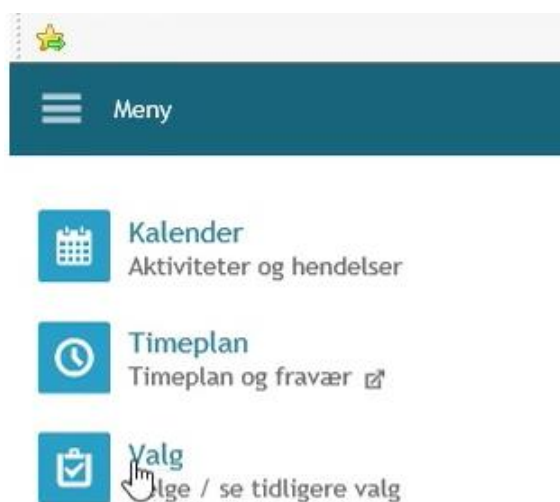 Meny
Kalender
Aktiviteter og hendelser
Timeplan
Timeplan og fravær
Valg
/ se tidligere valg